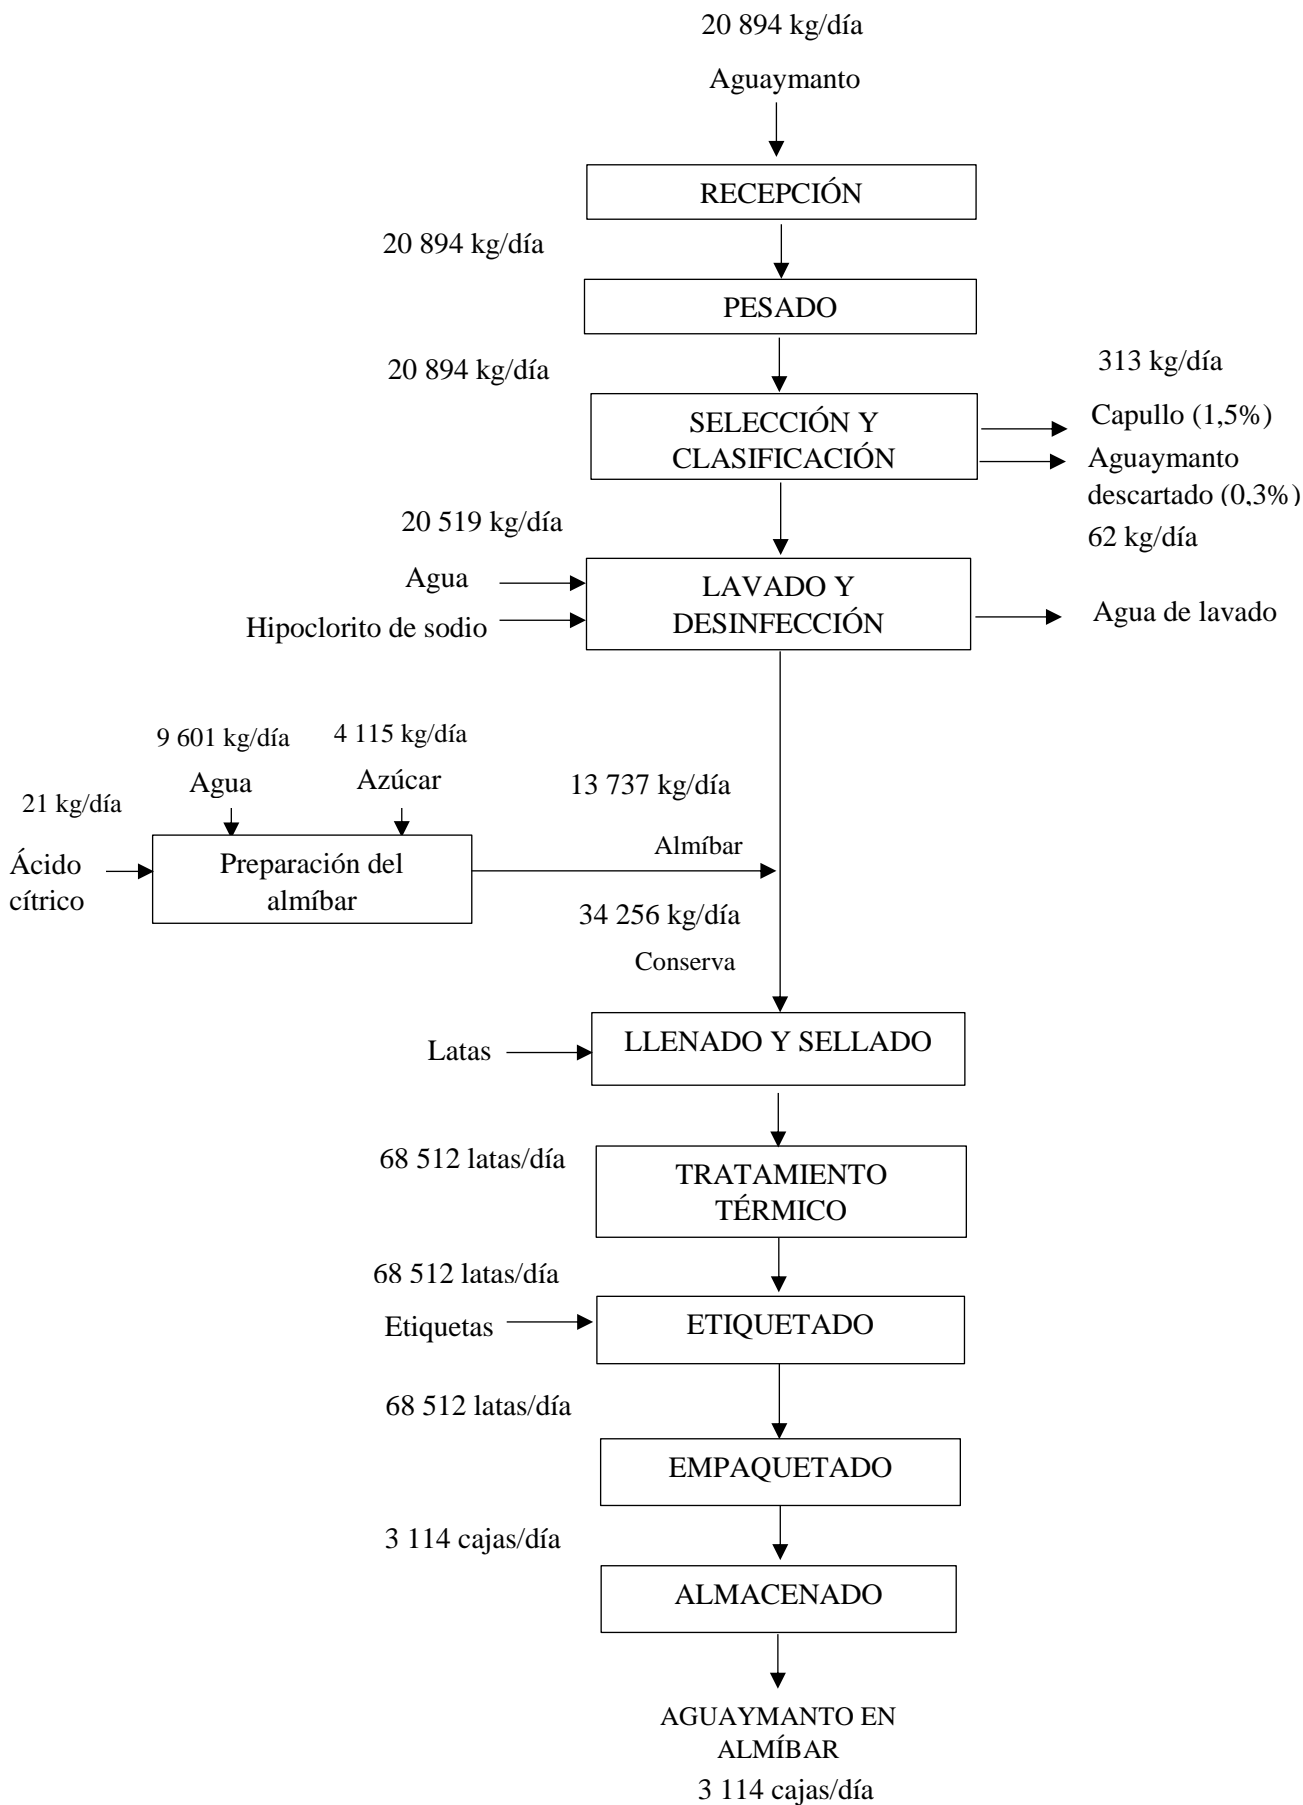 20 894 kg/día
Aguaymanto
RECEPCIÓN
20 894 kg/día
PESADO
20 894 kg/día
313 kg/día
SELECCIÓN Y
CLASIFICACIÓN
Capullo (1,5%)
Aguaymanto
descartado (0,3%)
62 kg/día
20 519 kg/día
Agua
Hipoclorito de sodio
LAVADO Y
DESINFECCIÓN
Agua de lavado
9 601 kg/día
4 115 kg/día
Agua
Azúcar
21 kg/día
Ácido
cítrico
Preparación del
almíbar
13 737 kg/día
Almíbar
34 256 kg/día
Conserva
Latas
LLENADO Y SELLADO
68 512 latas/día
TRATAMIENTO
TÉRMICO
68 512 latas/día
Etiquetas
ETIQUETADO
68 512 latas/día
EMPAQUETADO
3 114 cajas/día
ALMACENADO
AGUAYMANTO EN
ALMÍBAR
3 114 cajas/día